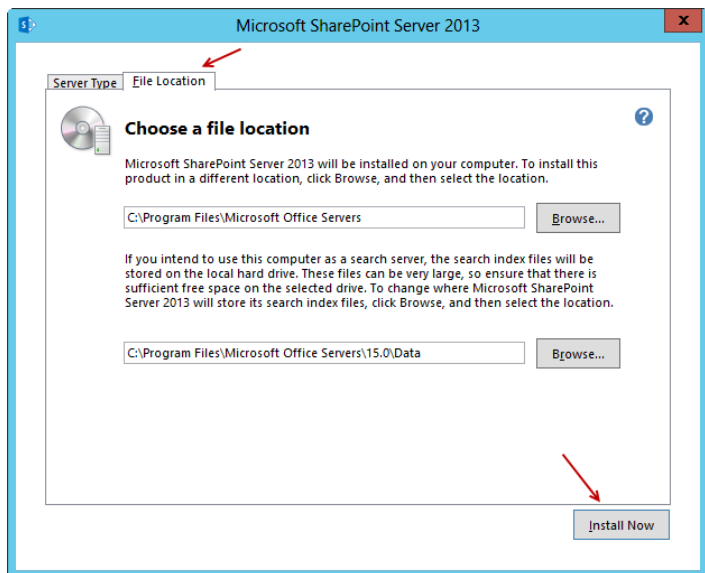 Microsoft SharePoint Server 2013
x
Server Type
File Location
Choose a file location
?
Microsoft SharePoint Server 2013 will be installed on your computer. To install this
product in a different location, click Browse, and then select the location.
C:\Program Files\Microsoft Office Servers
Browse...
If you intend to use this computer as a search server, the search index files will be
stored on the local hard drive. These files can be very large, so ensure that there is
sufficient free space on the selected drive. To change where Microsoft SharePoint
Server 2013 will store its search index files, click Browse, and then select the location.
C:\Program Files\Microsoft Office Servers\15.0\Data
Browse...
Install Now